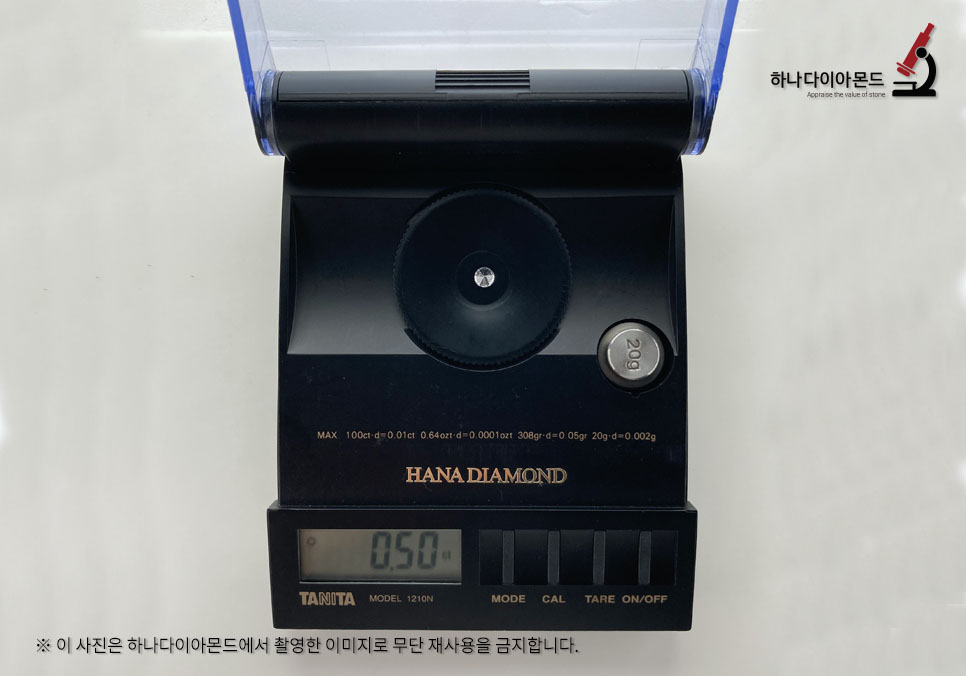 하나다이아몬드
Appraise the value of stone
20g
MAX 100ct·d=0.01ct 0.64ozt·d=0.0001ozt 308gr·d=0.05gr 20g·d=0.002g
HANA DIAMOND
0.50 ct
TANITA MODEL 1210N MODE CAL TARE ON/OFF
※ 이 사진은 하나다이아몬드에서 촬영한 이미지로 무단 재사용을 금지합니다.